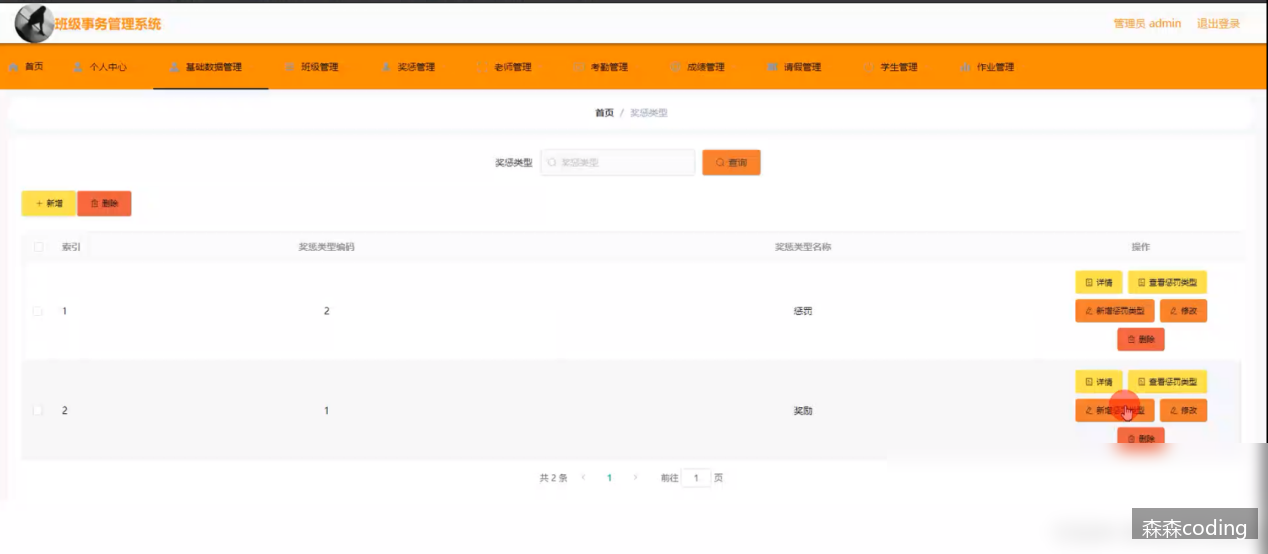 班级事务管理系统
管理员 admin 退出登录
首页 个人中心 基础数据管理 班级管理 奖惩管理 老师管理 考勤管理 成绩管理 请假管理 学生管理 作业管理
首页 / 奖惩类型
奖惩类型 奖惩类型 查询
+ 新增 删除
索引 奖惩类型编码 奖惩类型名称 操作
1 2 惩罚
详情 查看惩罚类型
新增惩罚类型 修改
删除
2 1 奖励
详情 查看惩罚类型
新增惩罚类型 修改
删除
共 2 条 < 1 > 前往 1 页
森森coding